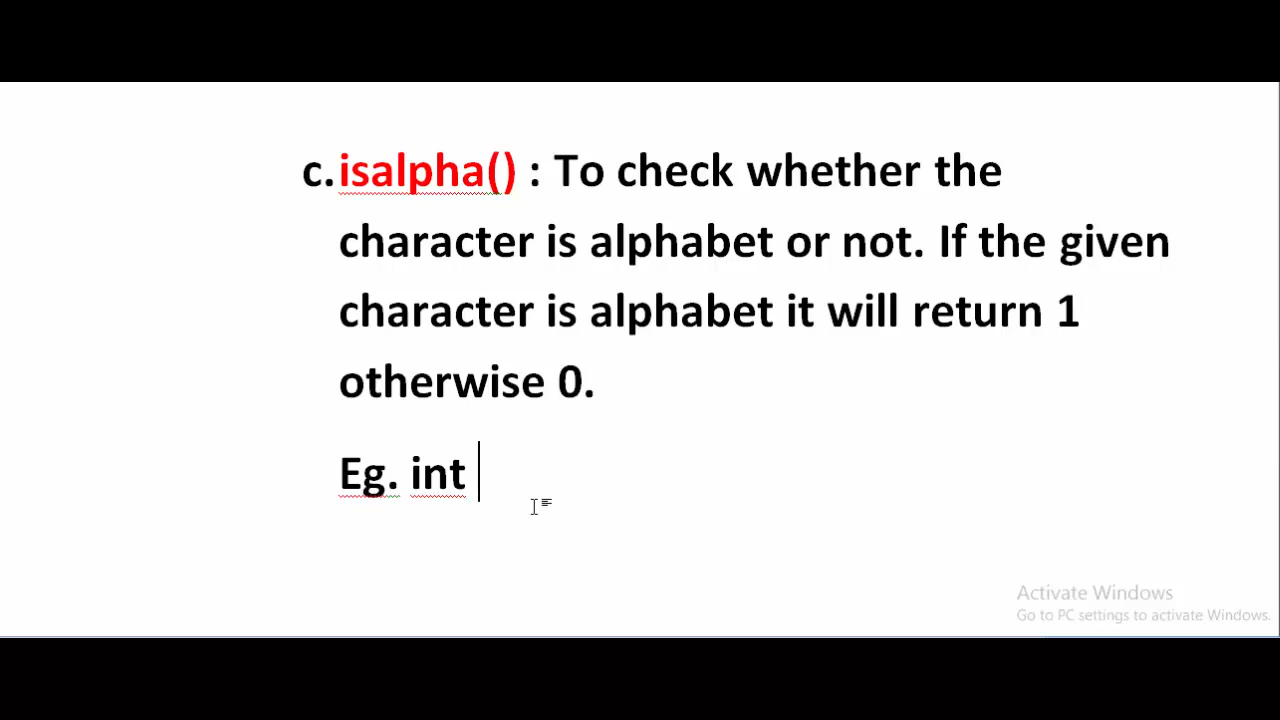 c. isalpha() : To check whether the
character is alphabet or not. If the given
character is alphabet it will return 1
otherwise 0.
Eg. int
Activate Windows
Go to PC settings to activate Windows.